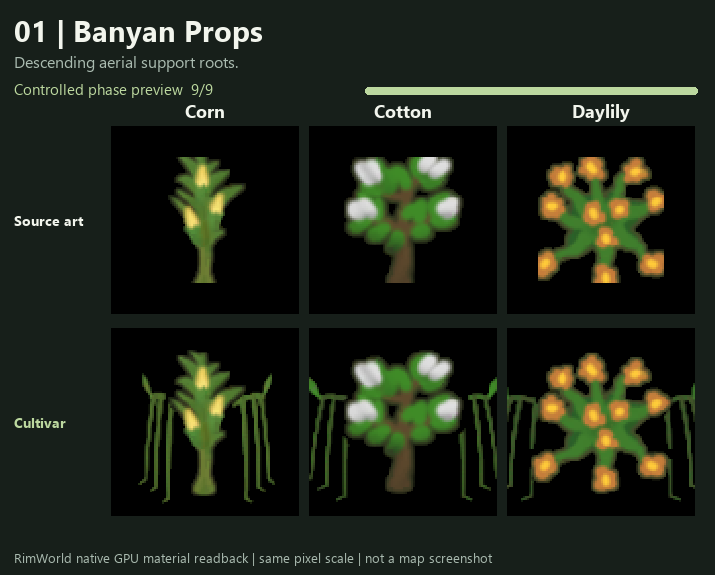 01 | Banyan Props
Descending aerial support roots.
Controlled phase preview 9/9
Corn Cotton Daylily
Source art
Cultivar
RimWorld native GPU material readback | same pixel scale | not a map screenshot